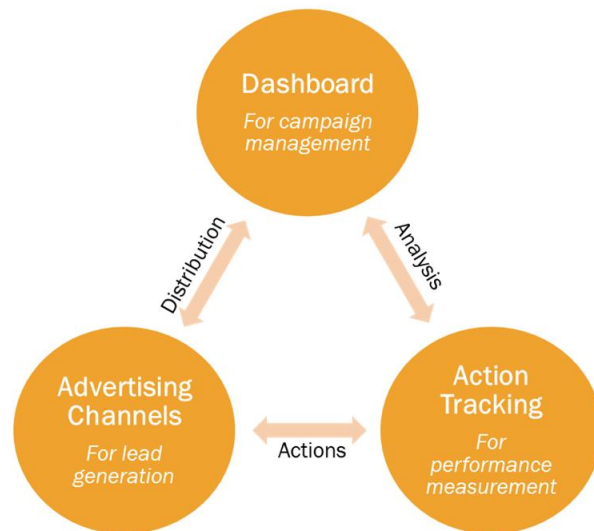 Dashboard
For campaign
management
Distribution
Analysis
Advertising
Channels
For lead
generation
Actions
Action
Tracking
For
performance
measurement